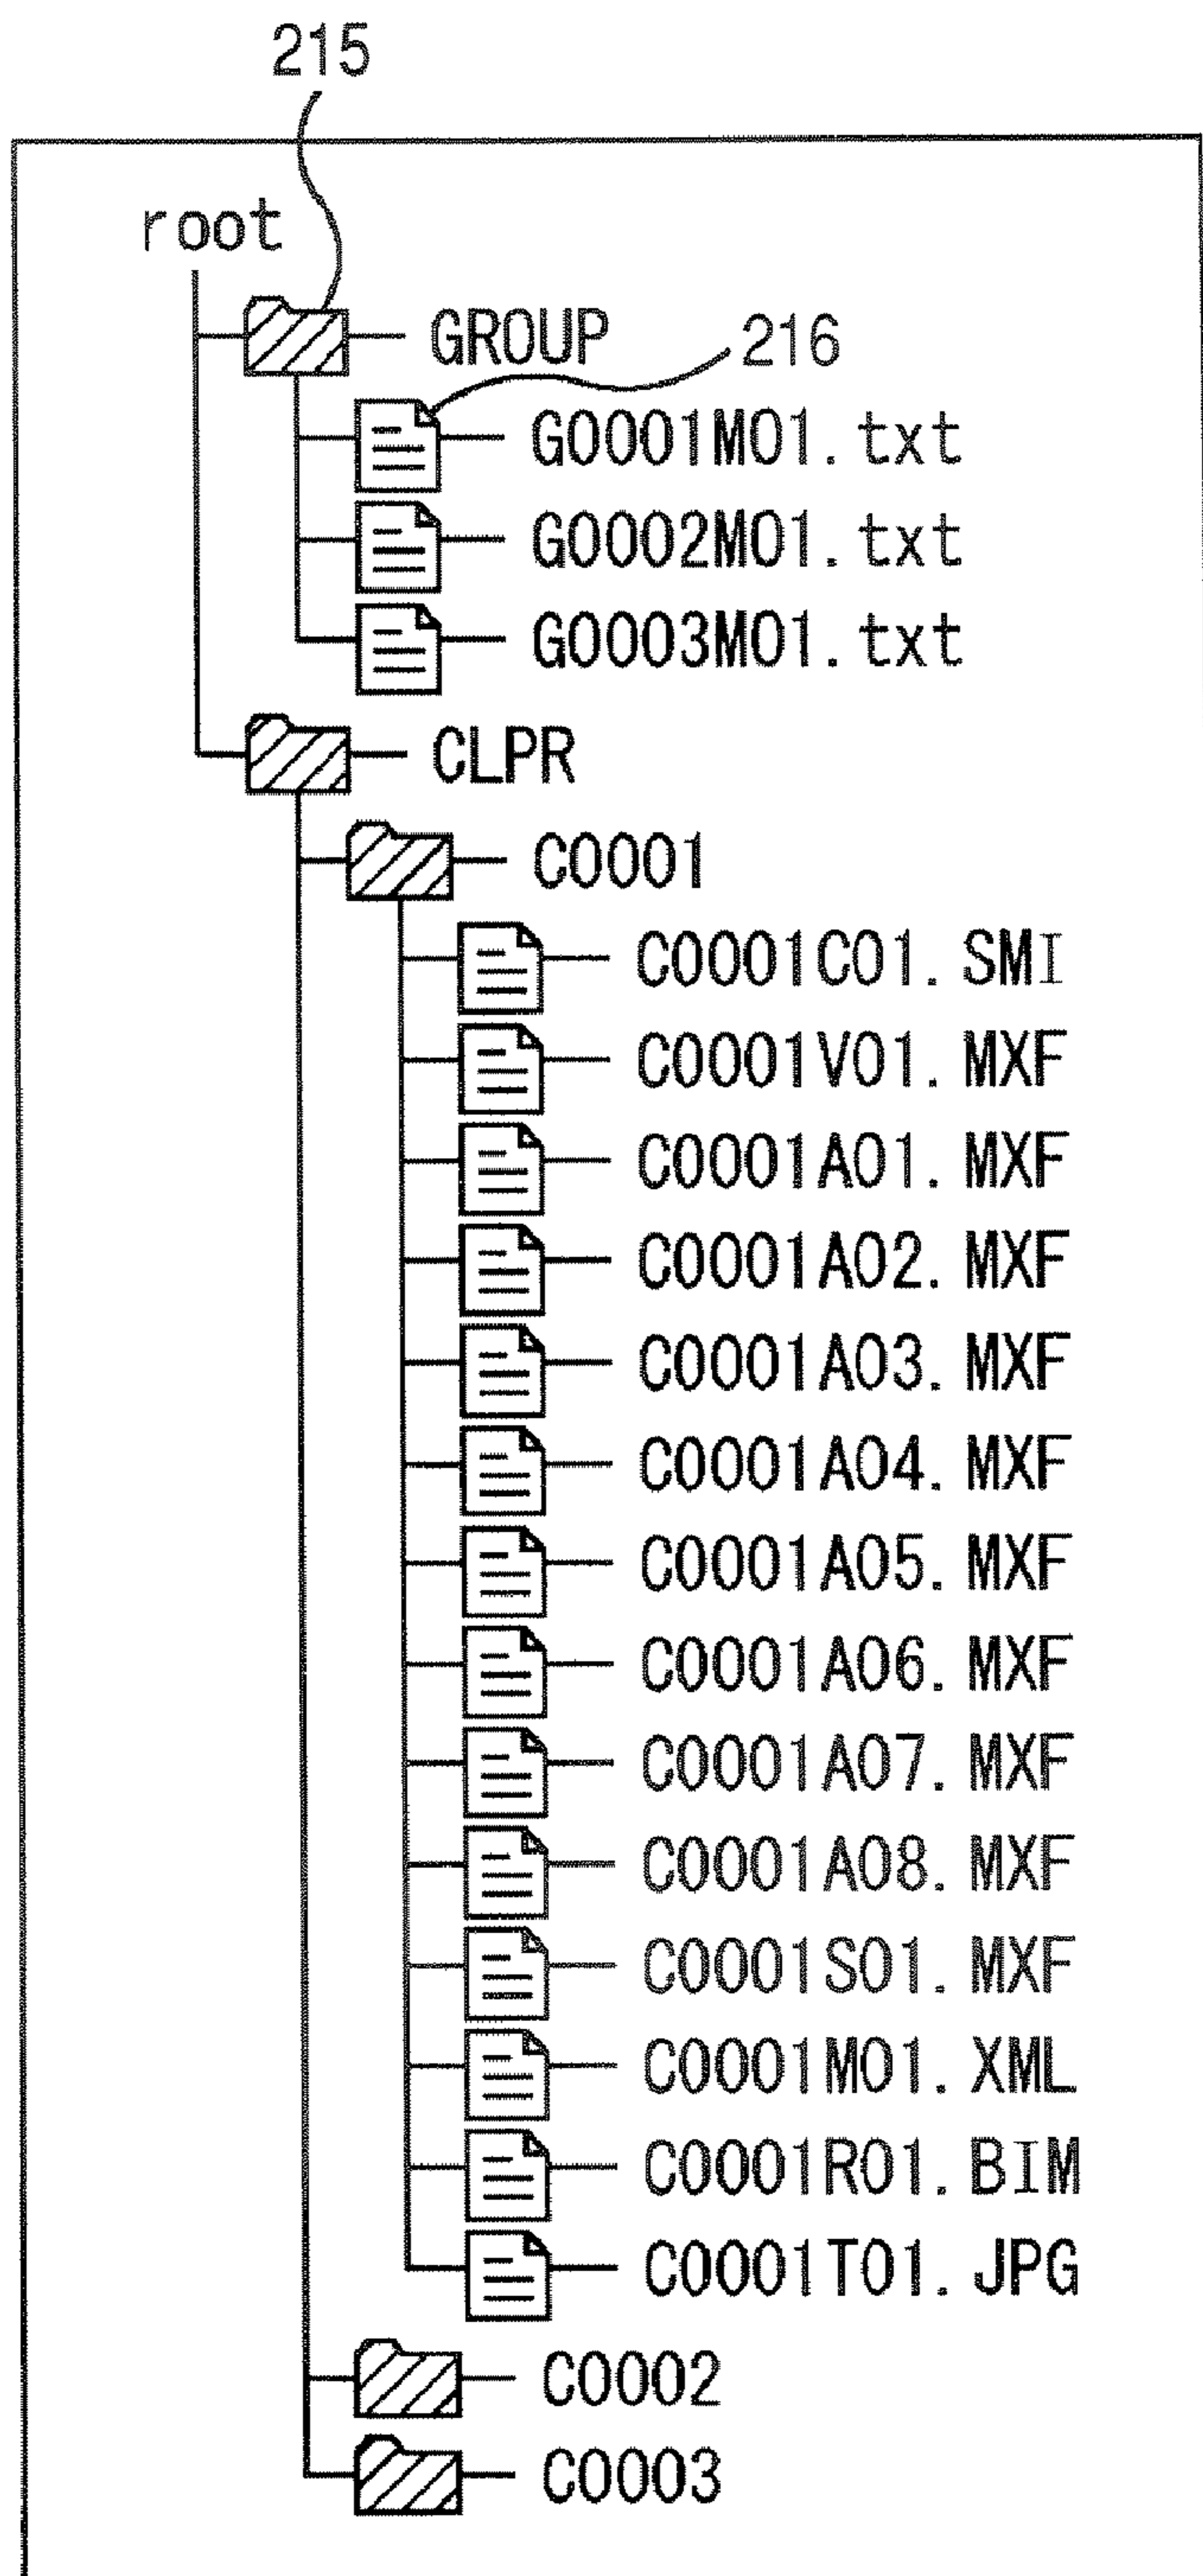 215
root
GROUP
216
G0001M01.txt
G0002M01.txt
G0003M01.txt
CLPR
C0001
C0001C01.SMI
C0001V01.MXF
C0001A01.MXF
C0001A02.MXF
C0001A03.MXF
C0001A04.MXF
C0001A05.MXF
C0001A06.MXF
C0001A07.MXF
C0001A08.MXF
C0001S01.MXF
C0001M01.XML
C0001R01.BIM
C0001T01.JPG
C0002
C0003